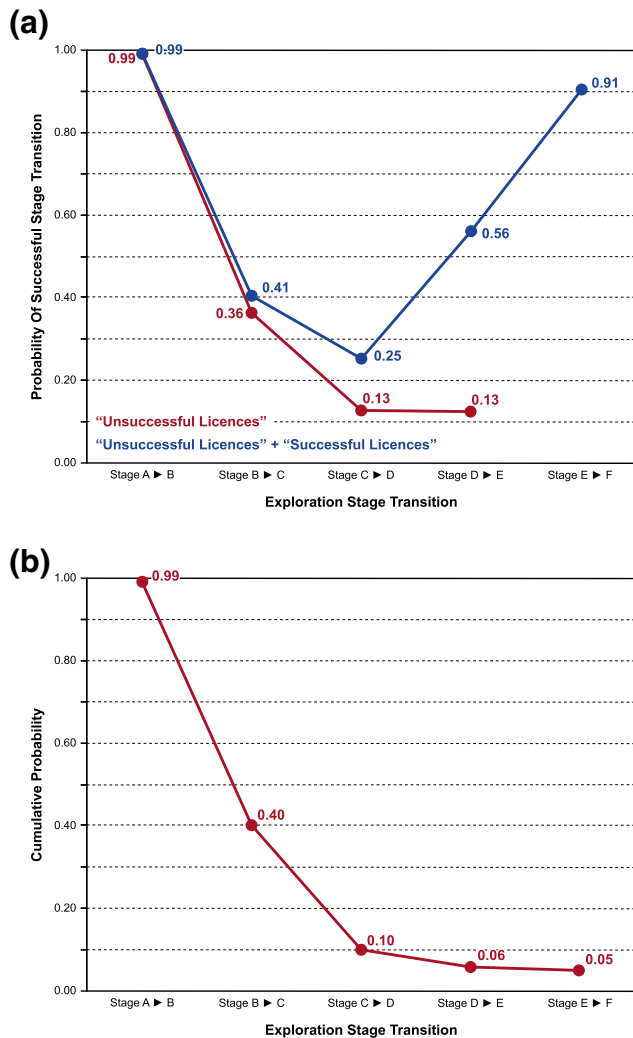 (a)
Probability Of Successful Stage Transition
1.00
0.80
0.60
0.40
0.20
0.00
0.99
0.99
0.41
0.36
0.25
0.13
0.13
0.56
0.91
“Unsuccessful Licences”
“Unsuccessful Licences” + “Successful Licences”
Stage A ► B
Stage B ► C
Stage C ► D
Stage D ► E
Stage E ► F
Exploration Stage Transition
(b)
Cumulative Probability
1.00
0.80
0.60
0.40
0.20
0.00
0.99
0.40
0.10
0.06
0.05
Stage A ► B
Stage B ► C
Stage C ► D
Stage D ► E
Stage E ► F
Exploration Stage Transition